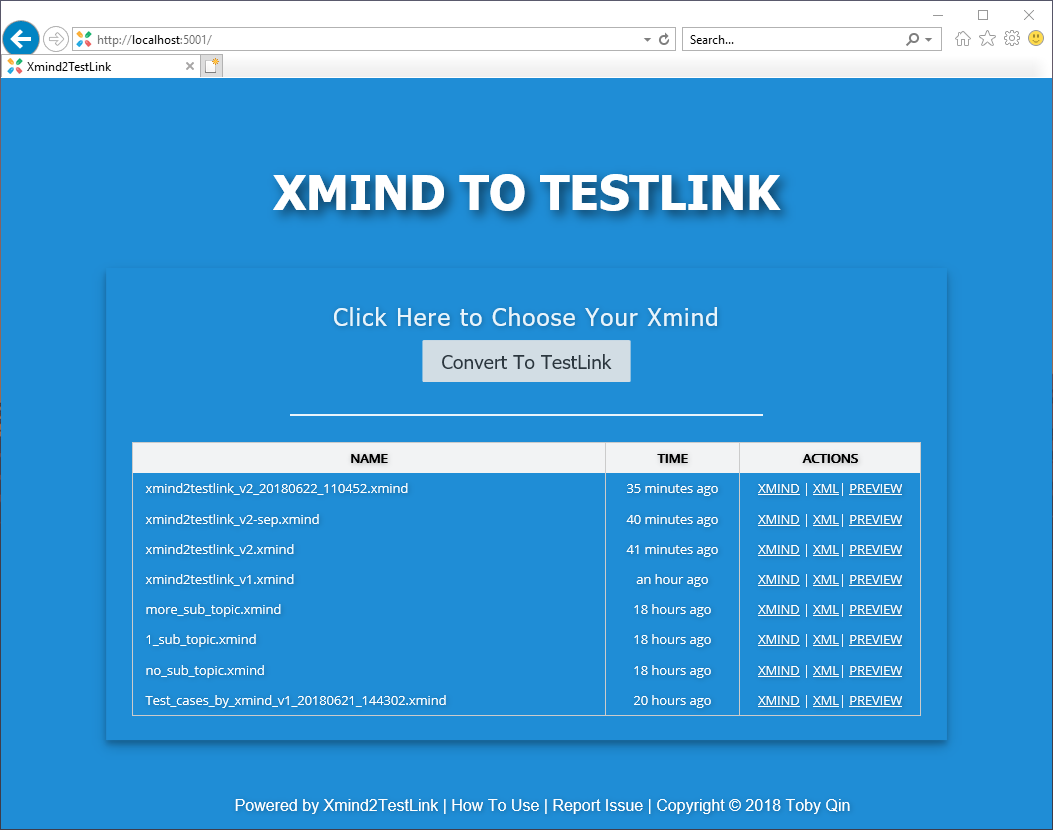 http://localhost:5001/
Search...
Xmind2TestLink
XMIND TO TESTLINK
Click Here to Choose Your Xmind
Convert To TestLink
NAME TIME ACTIONS
xmind2testlink_v2_20180622_110452.xmind 35 minutes ago XMIND | XML| PREVIEW
xmind2testlink_v2-sep.xmind 40 minutes ago XMIND | XML| PREVIEW
xmind2testlink_v2.xmind 41 minutes ago XMIND | XML| PREVIEW
xmind2testlink_v1.xmind an hour ago XMIND | XML| PREVIEW
more_sub_topic.xmind 18 hours ago XMIND | XML| PREVIEW
1_sub_topic.xmind 18 hours ago XMIND | XML| PREVIEW
no_sub_topic.xmind 18 hours ago XMIND | XML| PREVIEW
Test_cases_by_xmind_v1_20180621_144302.xmind 20 hours ago XMIND | XML| PREVIEW
Powered by Xmind2TestLink | How To Use | Report Issue | Copyright © 2018 Toby Qin